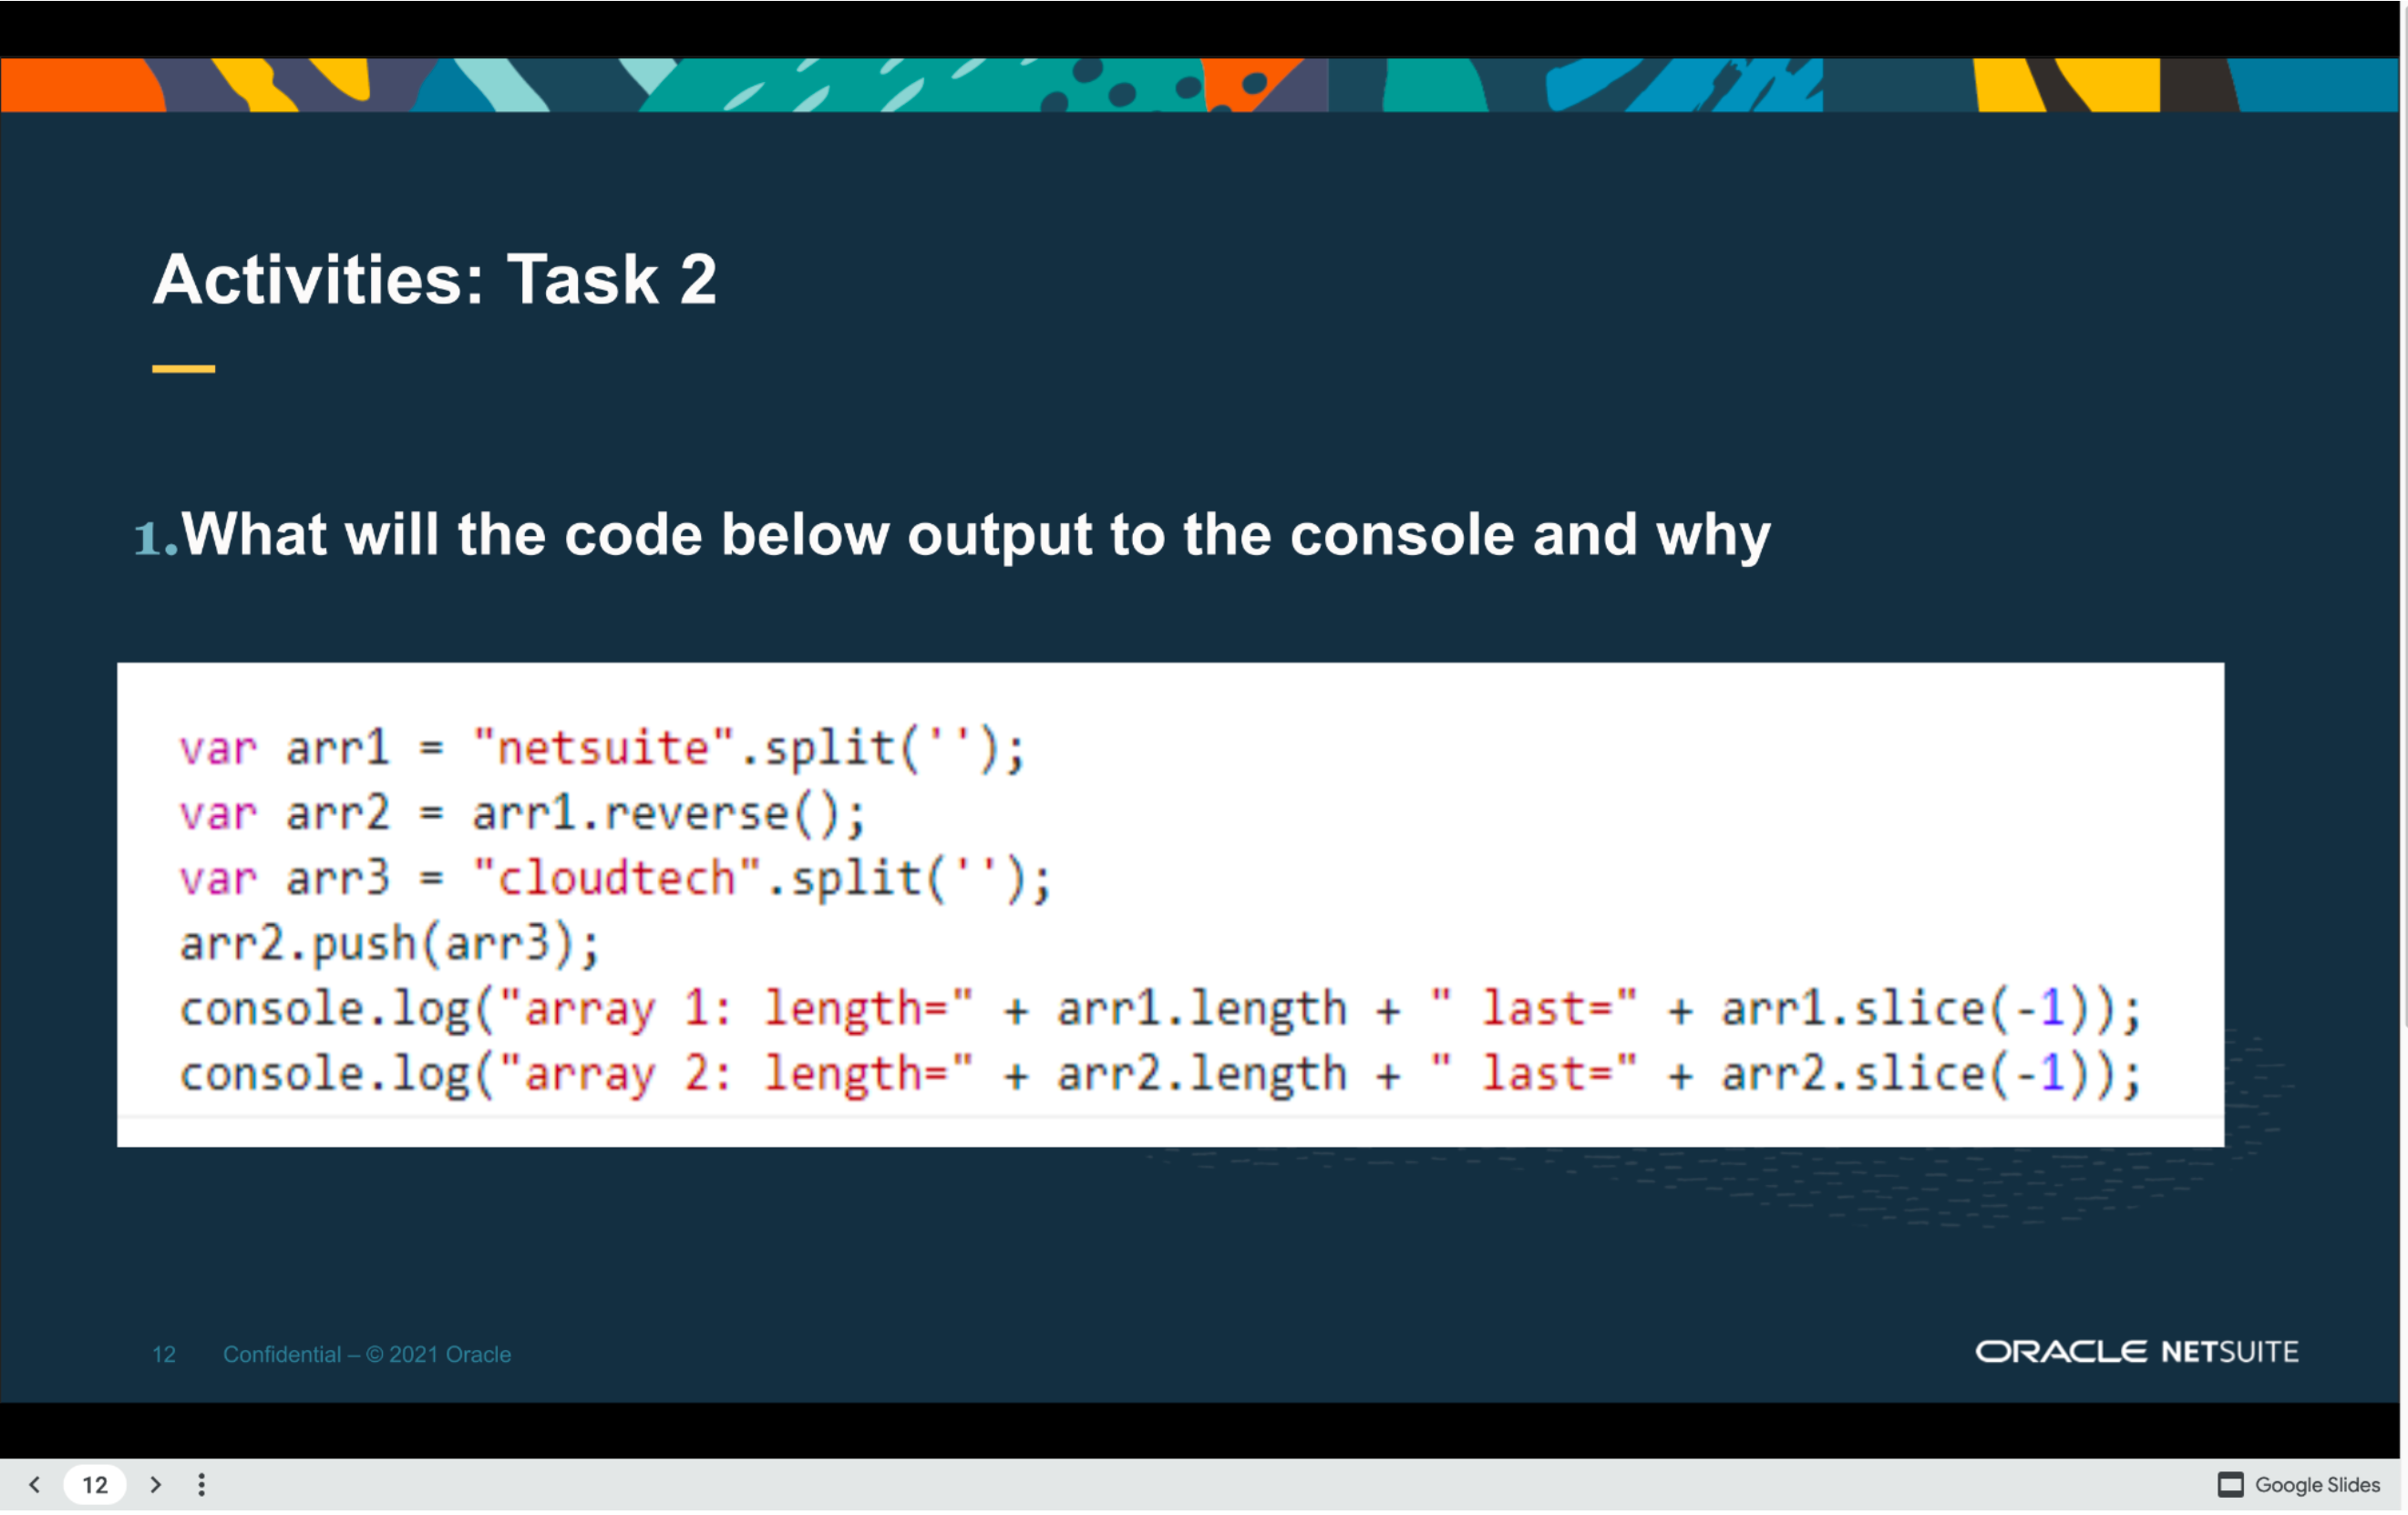 Activities: Task 2
1.What will the code below output to the console and why
var arr1 = "netsuite".split('');
var arr2 = arr1.reverse();
var arr3 = "cloudtech".split('');
arr2.push(arr3);
console.log("array 1: length=" + arr1.length + " last=" + arr1.slice(-1));
console.log("array 2: length=" + arr2.length + " last=" + arr2.slice(-1));
12 Confidential – © 2021 Oracle
ORACLE NETSUITE
12
Google Slides